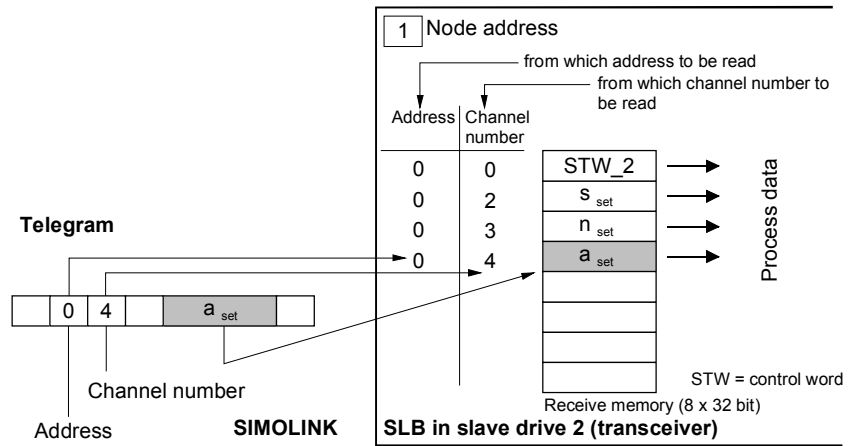 1 Node address
from which address to be read
from which channel number to
be read
Address Channel
number
0 0 STW_2
0 2 s set
0 3 n set
0 4 a set
Process data
Telegram
0 4 a set
Channel number
Address
SIMOLINK
STW = control word
Receive memory (8 x 32 bit)
SLB in slave drive 2 (transceiver)